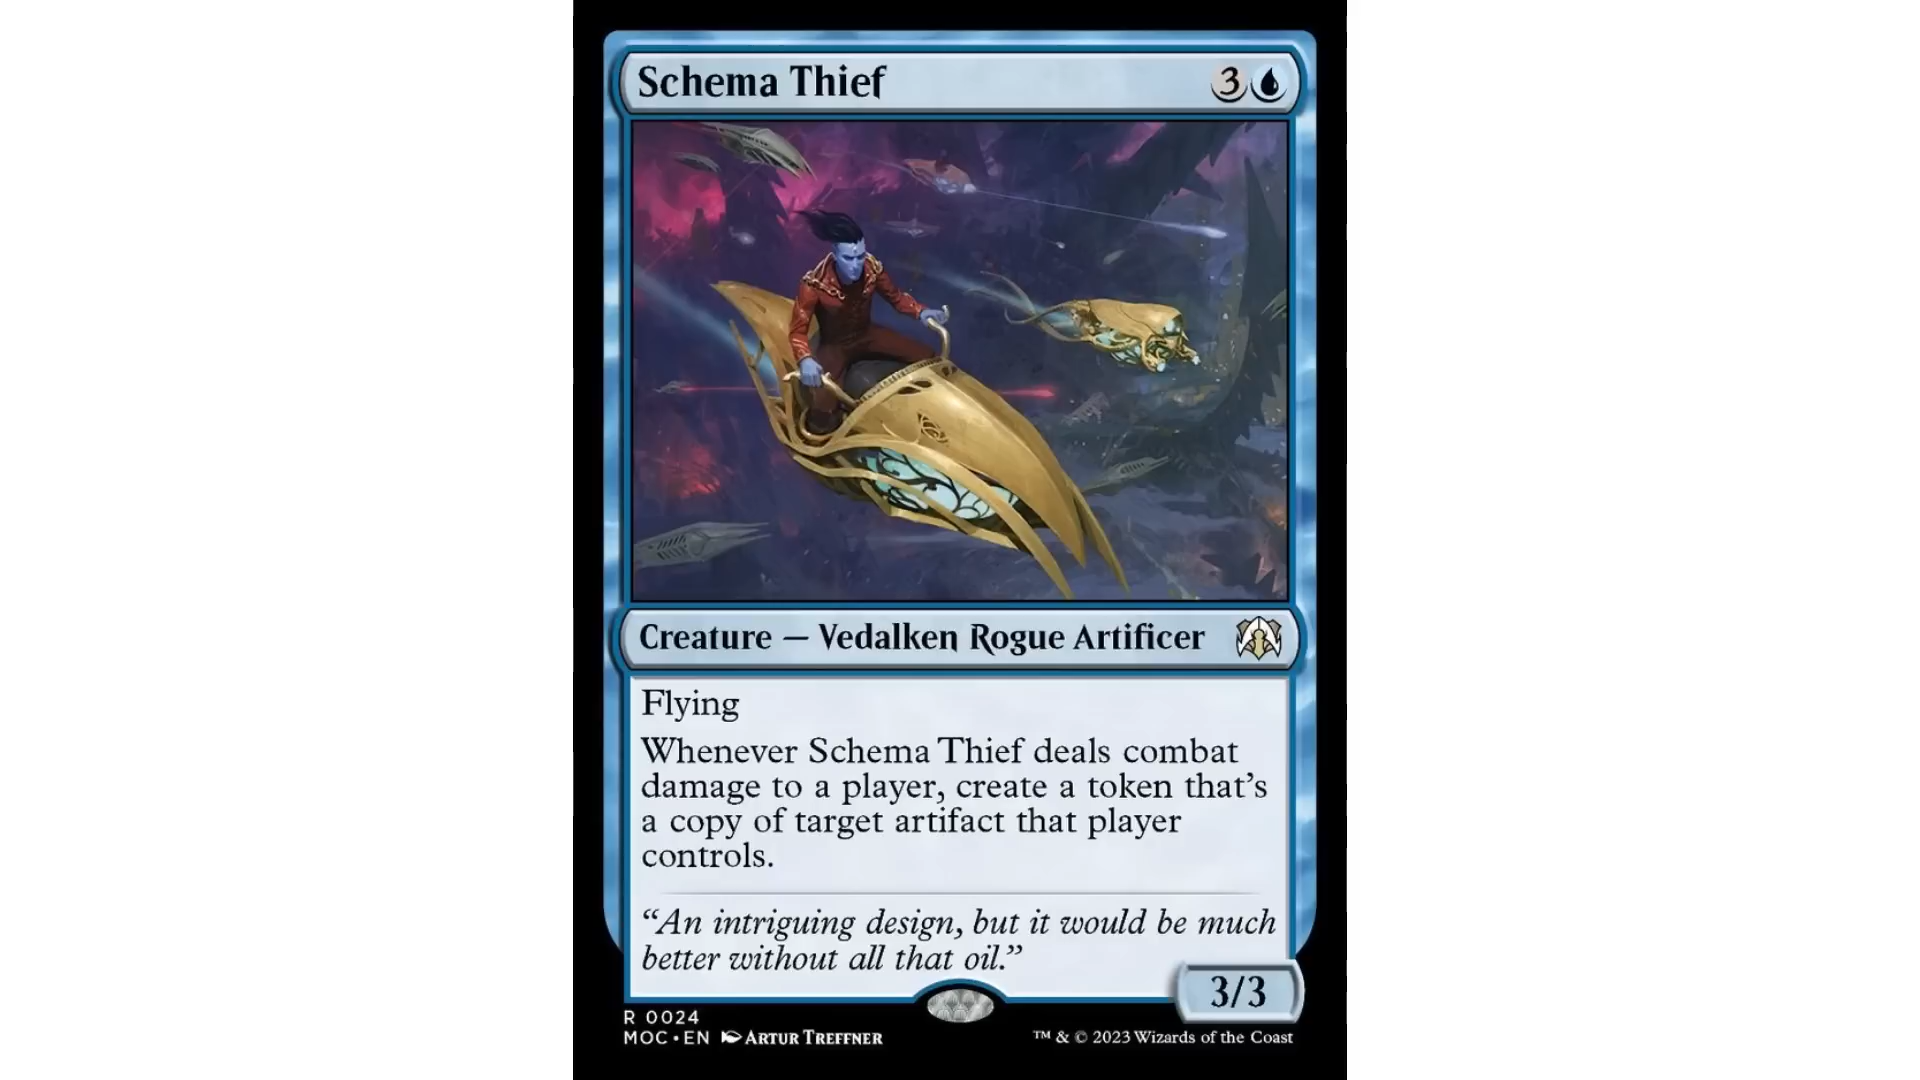 Schema Thief 3
Creature — Vedalken Rogue Artificer
Flying
Whenever Schema Thief deals combat
damage to a player, create a token that's
a copy of target artifact that player
controls.
“An intriguing design, but it would be much
better without all that oil.”
3/3
R 0024
MOC • EN Artur Treffner
™ & © 2023 Wizards of the Coast